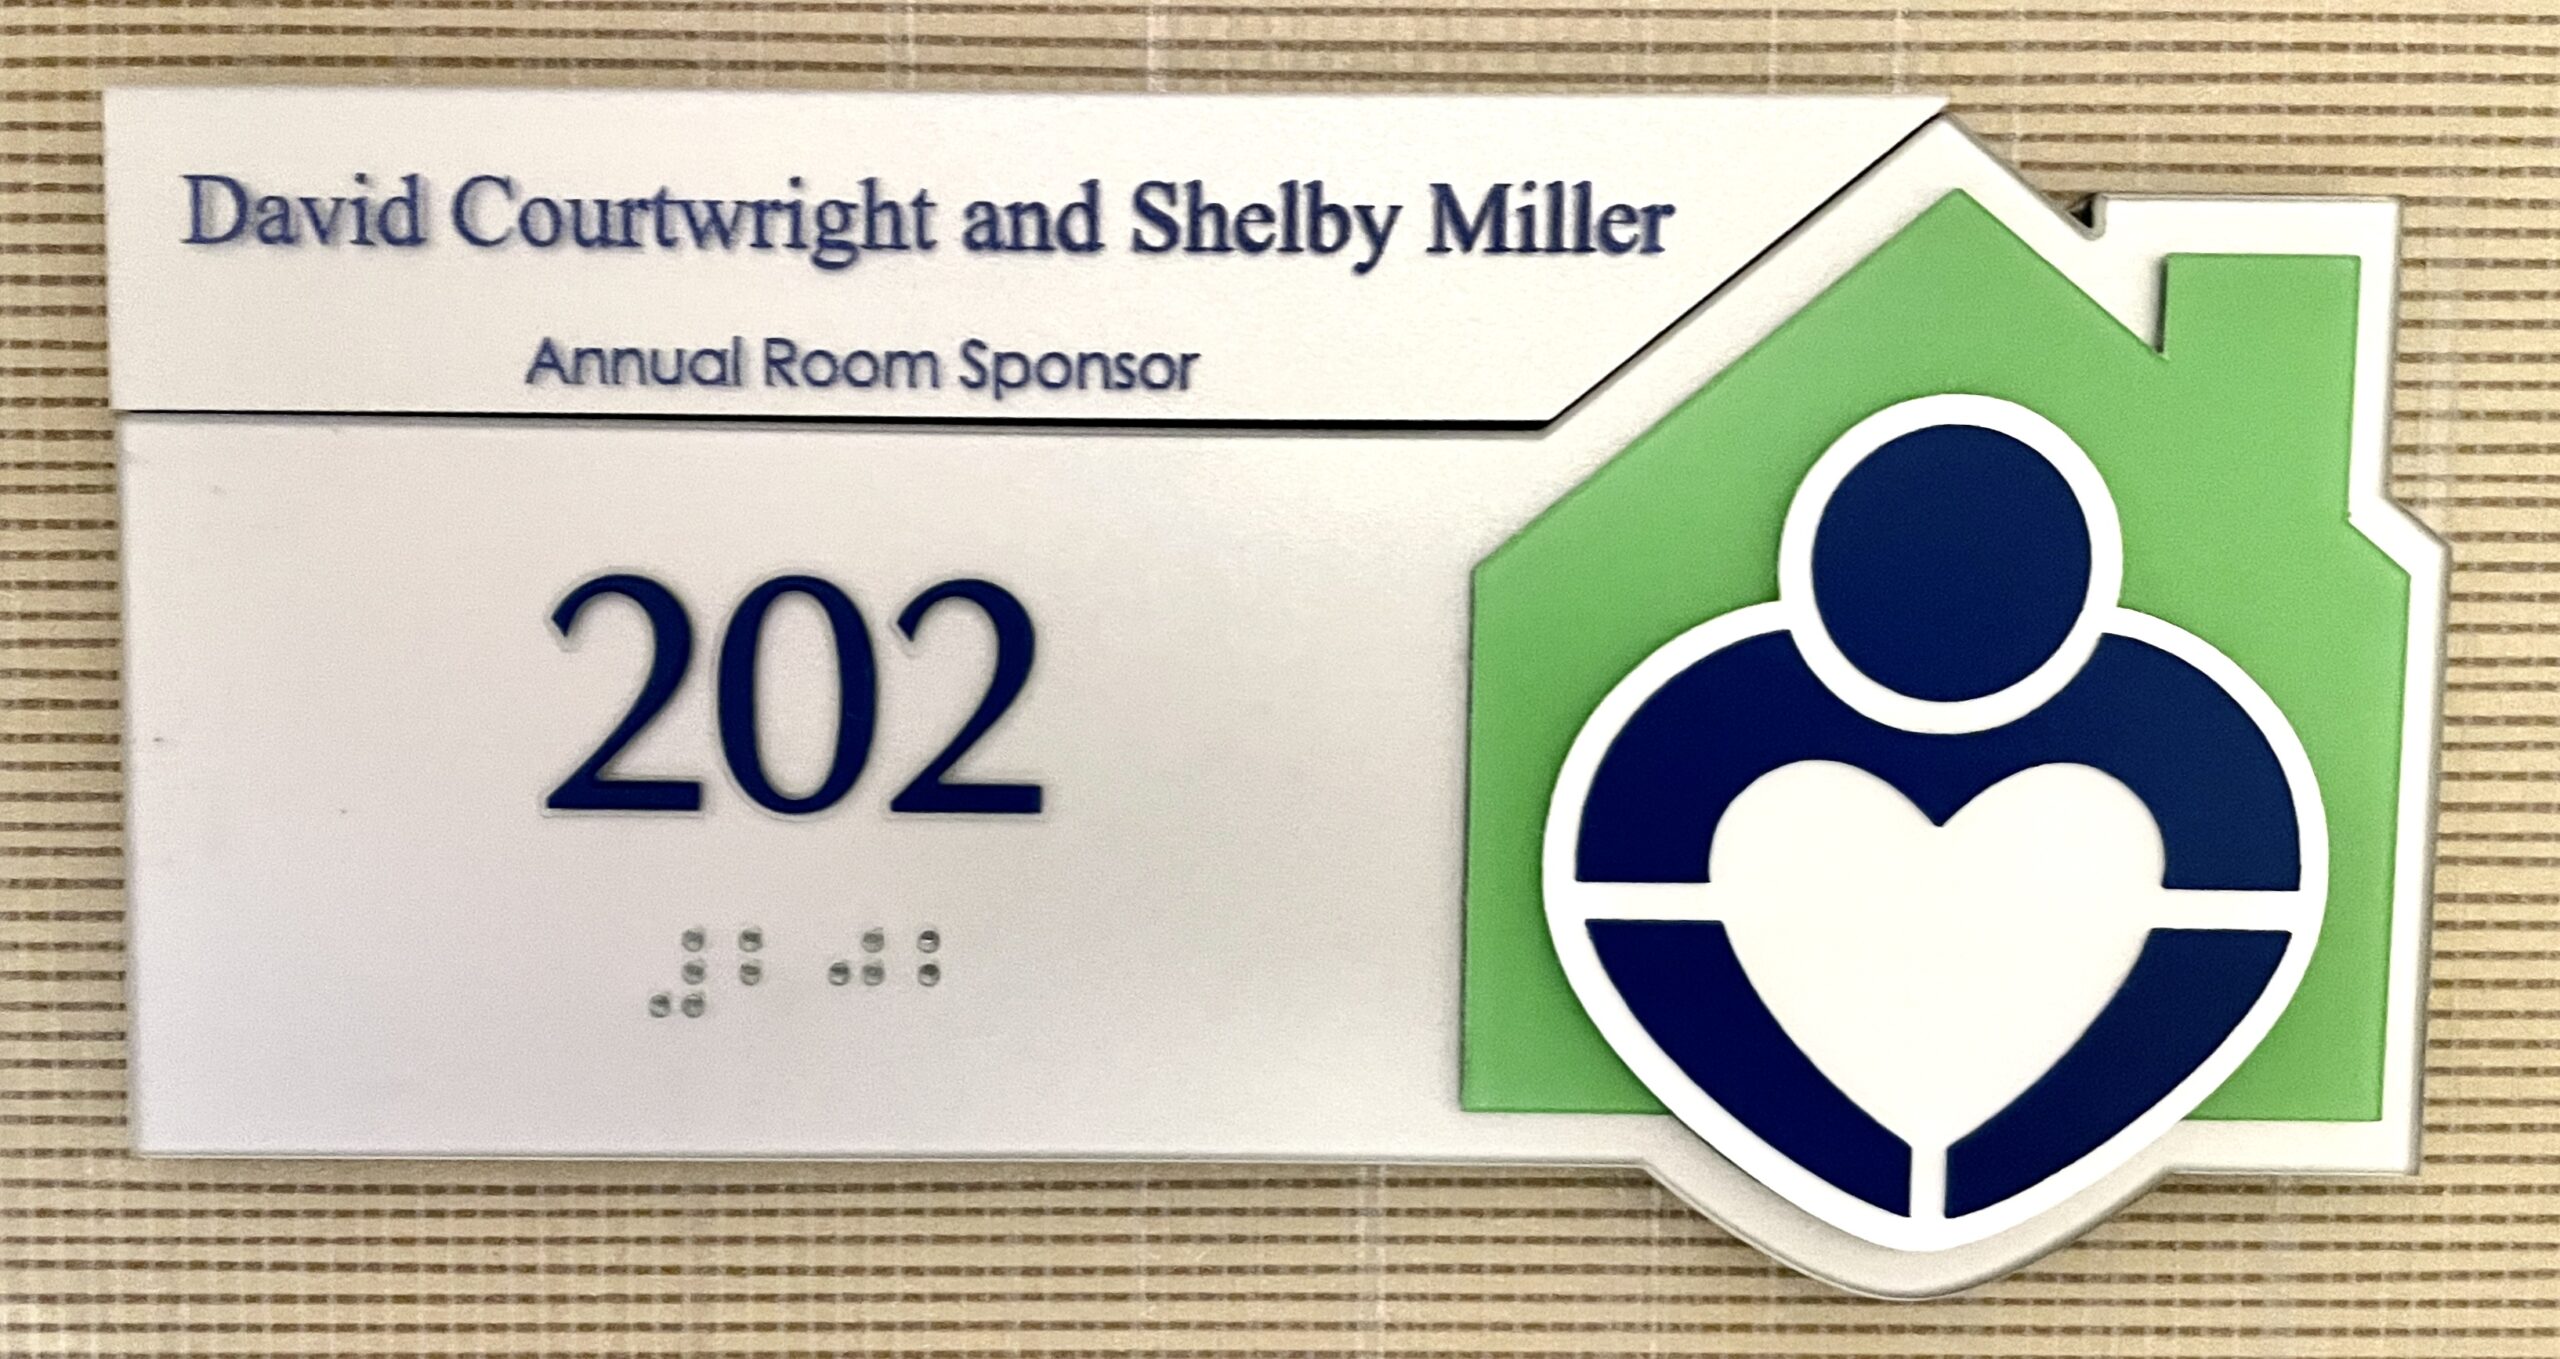 David Courtwright and Shelby Miller
Annual Room Sponsor
202
⠼⠃⠚⠃